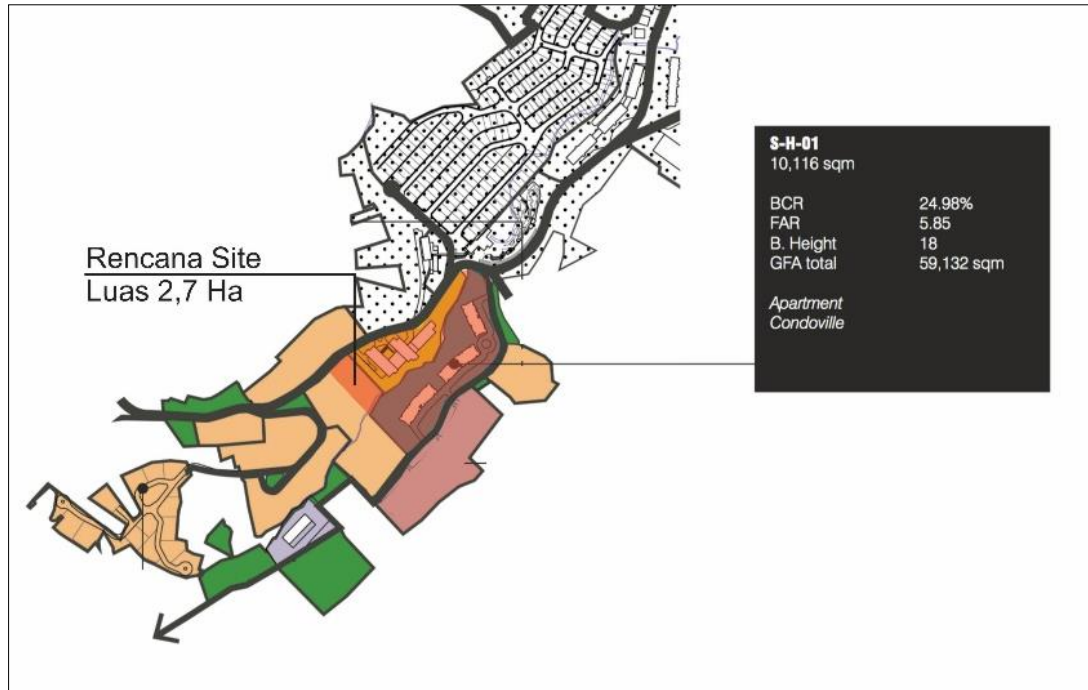 Rencana Site
Luas 2,7 Ha
S-H-01
10,116 sqm
BCR 24.98%
FAR 5.85
B. Height 18
GFA total 59,132 sqm
Apartment
Condoville